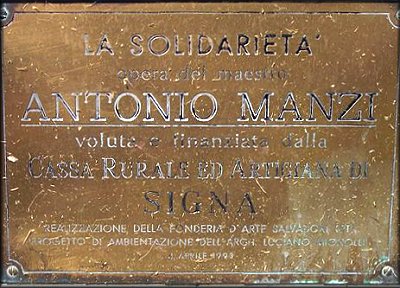 LA SOLIDARIETA'
opera del maestro
ANTONIO MANZI
voluta e finanziata dalla
CASSA RURALE ED ARTIGIANA DI
SIGNA
REALIZZAZIONE DELLA FONDERIA D'ARTE SALVADORI
PROGETTO DI AMBIENTAZIONE DELL'ARCH. LUCIANO
APRILE